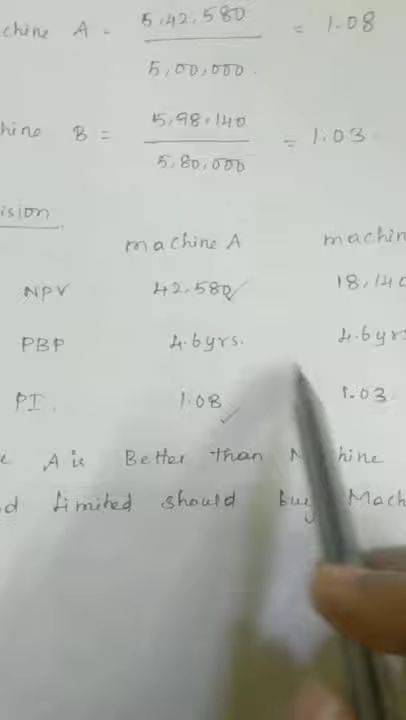 chine A = 5,42,580 = 1.08
5,00,000.
hine B = 5,98,140 = 1.03
5,80,000
ision
machine A machin
NPV 42,580 ✓ 18,140
PBP 4.6yrs. 4.6yrs
PI. 1.08 ✓ 1.03
e A is Better than Machine
d limited should buy Mach